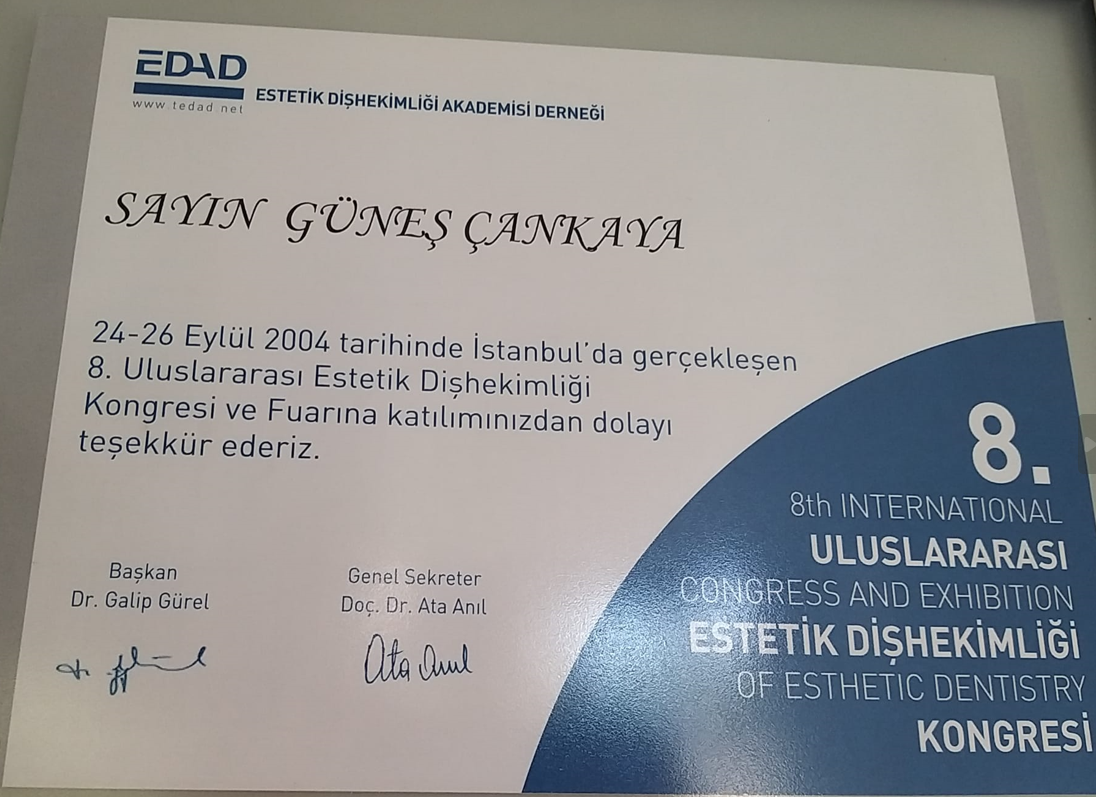 EDAD
www.tedad.net
ESTETİK DİŞHEKİMLİĞİ AKADEMİSİ DERNEĞİ
SAYIN GÜNEŞ ÇANKAYA
24-26 Eylül 2004 tarihinde İstanbul'da gerçekleşen
8. Uluslararası Estetik Dişhekimliği
Kongresi ve Fuarına katılımınızdan dolayı
teşekkür ederiz.
Başkan
Dr. Galip Gürel
Genel Sekreter
Doç. Dr. Ata Anıl
Ata Anıl
8.
8th INTERNATIONAL
ULUSLARARASI
CONGRESS AND EXHIBITION
ESTETİK DİŞHEKİMLİĞİ
OF ESTHETIC DENTISTRY
KONGRESİ